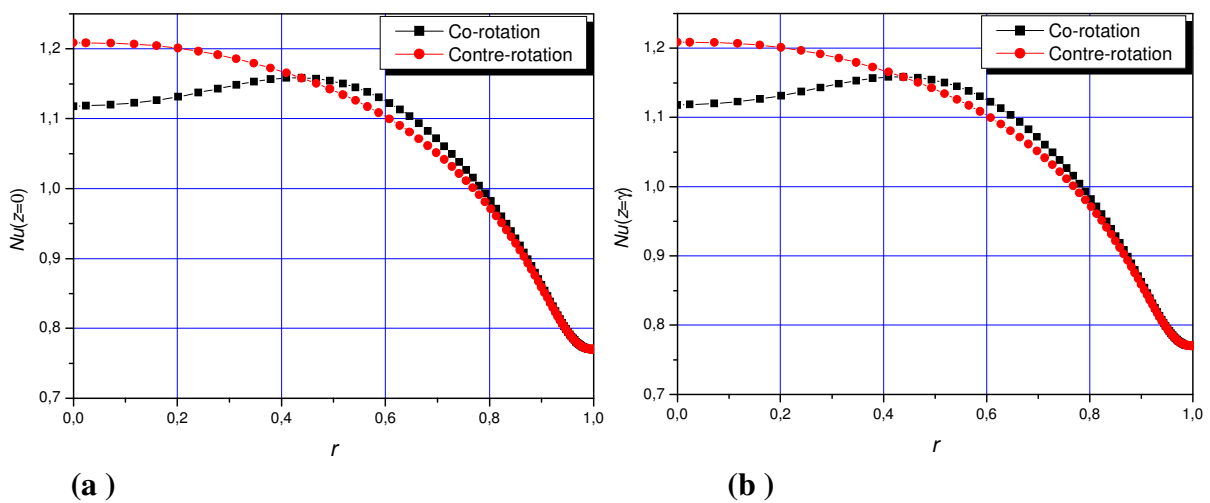 Co-rotation
Contre-rotation
1,2
1,1
1,0
0,9
0,8
0,7
Nu(z=0)
0,0 0,2 0,4 0,6 0,8 1,0
r
(a )
Co-rotation
Contre-rotation
1,2
1,1
1,0
0,9
0,8
0,7
Nu(z=γ)
0,0 0,2 0,4 0,6 0,8 1,0
r
(b )